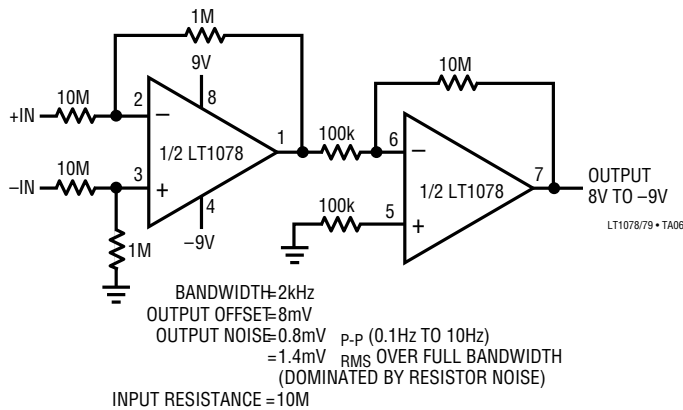 1M
9V
10M
10M
+IN
2
8
–
1
100k
6
–
1/2 LT1078
7
OUTPUT
8V TO –9V
10M
–IN
3
+
1/2 LT1078
4
–9V
100k
5
+
LT1078/79 • TA06
1M
BANDWIDTH=2kHz
OUTPUT OFFSET=8mV
OUTPUT NOISE=0.8mV P-P (0.1Hz TO 10Hz)
=1.4mV RMS OVER FULL BANDWIDTH
(DOMINATED BY RESISTOR NOISE)
INPUT RESISTANCE =10M